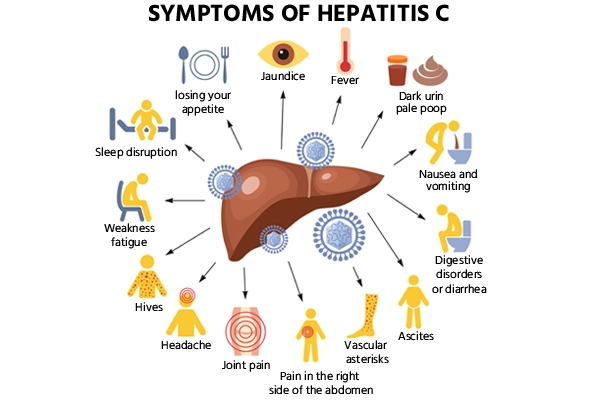 SYMPTOMS OF HEPATITIS C
losing your
appetite
Jaundice
Fever
Dark urin
pale poop
Sleep disruption
Nausea and
vomiting
Weakness
fatigue
Digestive
disorders
or diarrhea
Hives
Headache
Joint pain
Pain in the right
side of the abdomen
Vascular
asterisks
Ascites